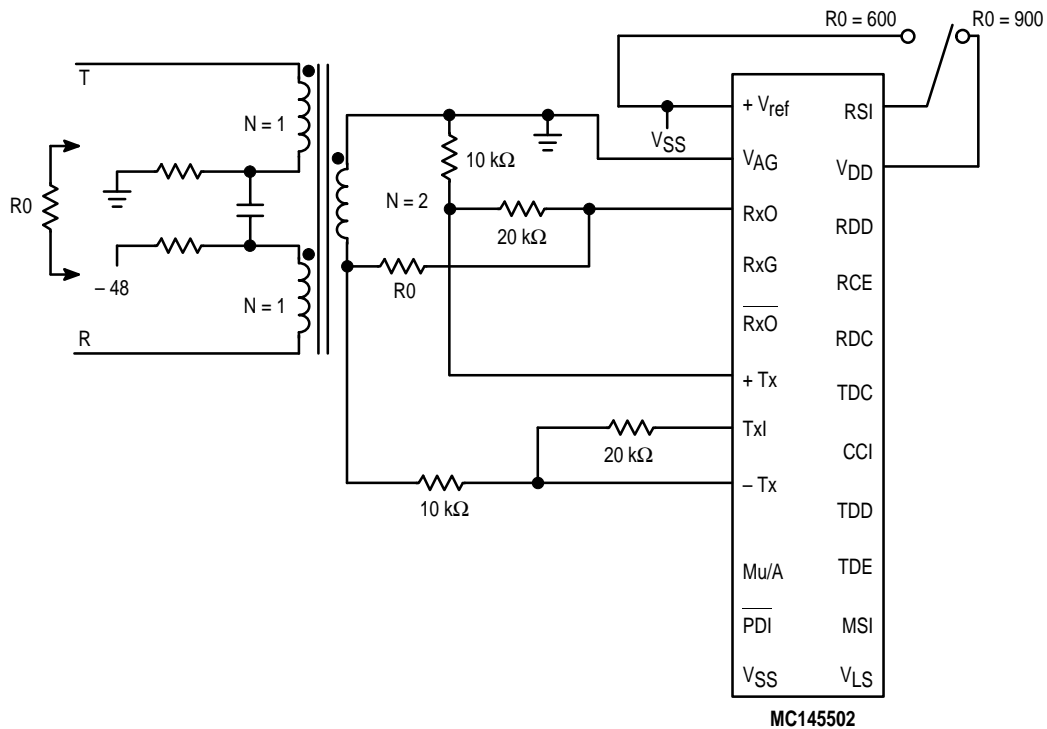 R0 = 600
R0 = 900
T
N = 1
R0
– 48
N = 1
R
N = 2
10 kΩ
20 kΩ
R0
VSS
20 kΩ
10 kΩ
+ Vref
VAG
RxO
RxG
RxO
+ Tx
TxI
– Tx
Mu/A
PDI
VSS
RSI
VDD
RDD
RCE
RDC
TDC
CCI
TDD
TDE
MSI
VLS
MC145502